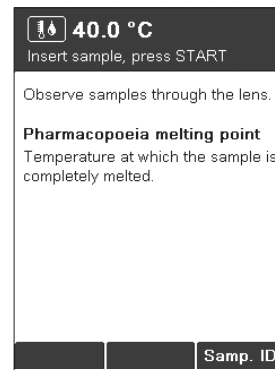 40.0 °C
Insert sample, press START
Observe samples through the lens.
Pharmacopoeia melting point
Temperature at which the sample is
completely melted.
Samp. ID